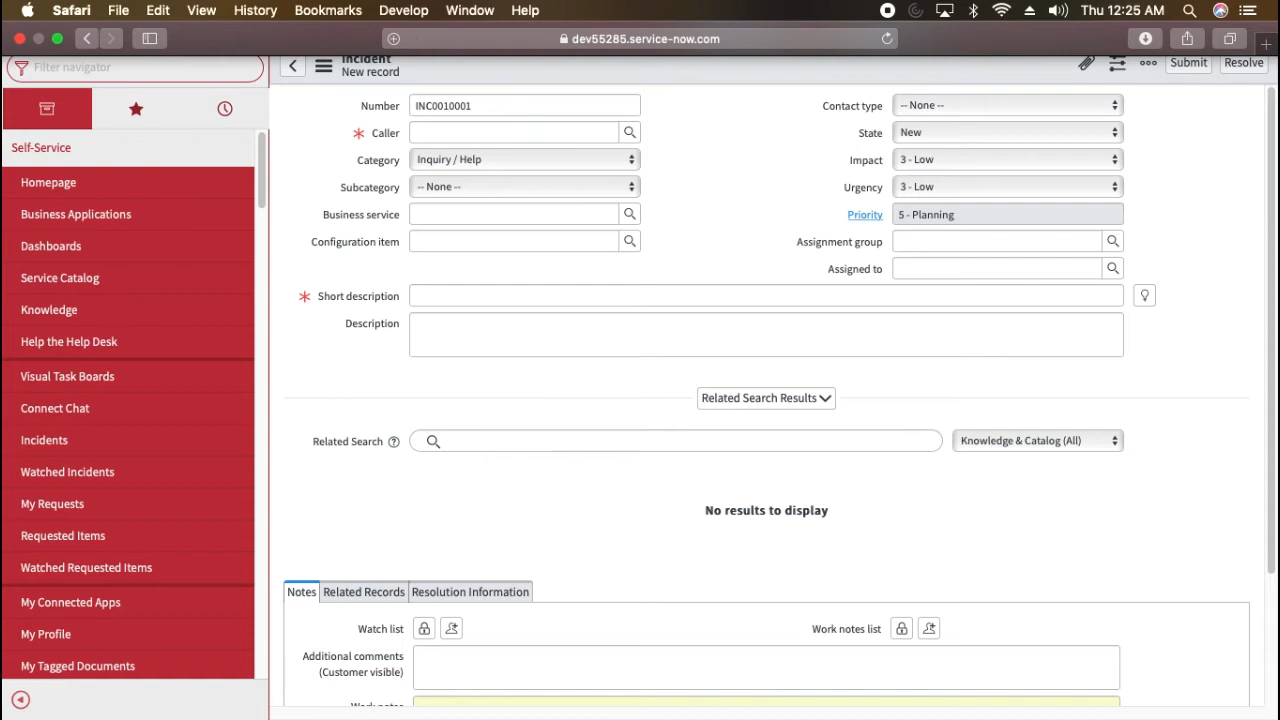 Safari File Edit View History Bookmarks Develop Window Help Thu 12:25 AM
dev55285.service-now.com
Filter navigator
Self-Service
Homepage
Business Applications
Dashboards
Service Catalog
Knowledge
Help the Help Desk
Visual Task Boards
Connect Chat
Incidents
Watched Incidents
My Requests
Requested Items
Watched Requested Items
My Connected Apps
My Profile
My Tagged Documents
Incident
New record
Submit Resolve
Number INC0010001
Caller
Category Inquiry / Help
Subcategory -- None --
Business service
Configuration item
Contact type -- None --
State New
Impact 3 - Low
Urgency 3 - Low
Priority 5 - Planning
Assignment group
Assigned to
Short description
Description
Related Search Results
Related Search Knowledge & Catalog (All)
No results to display
Notes Related Records Resolution Information
Watch list Work notes list
Additional comments
(Customer visible)
Work notes